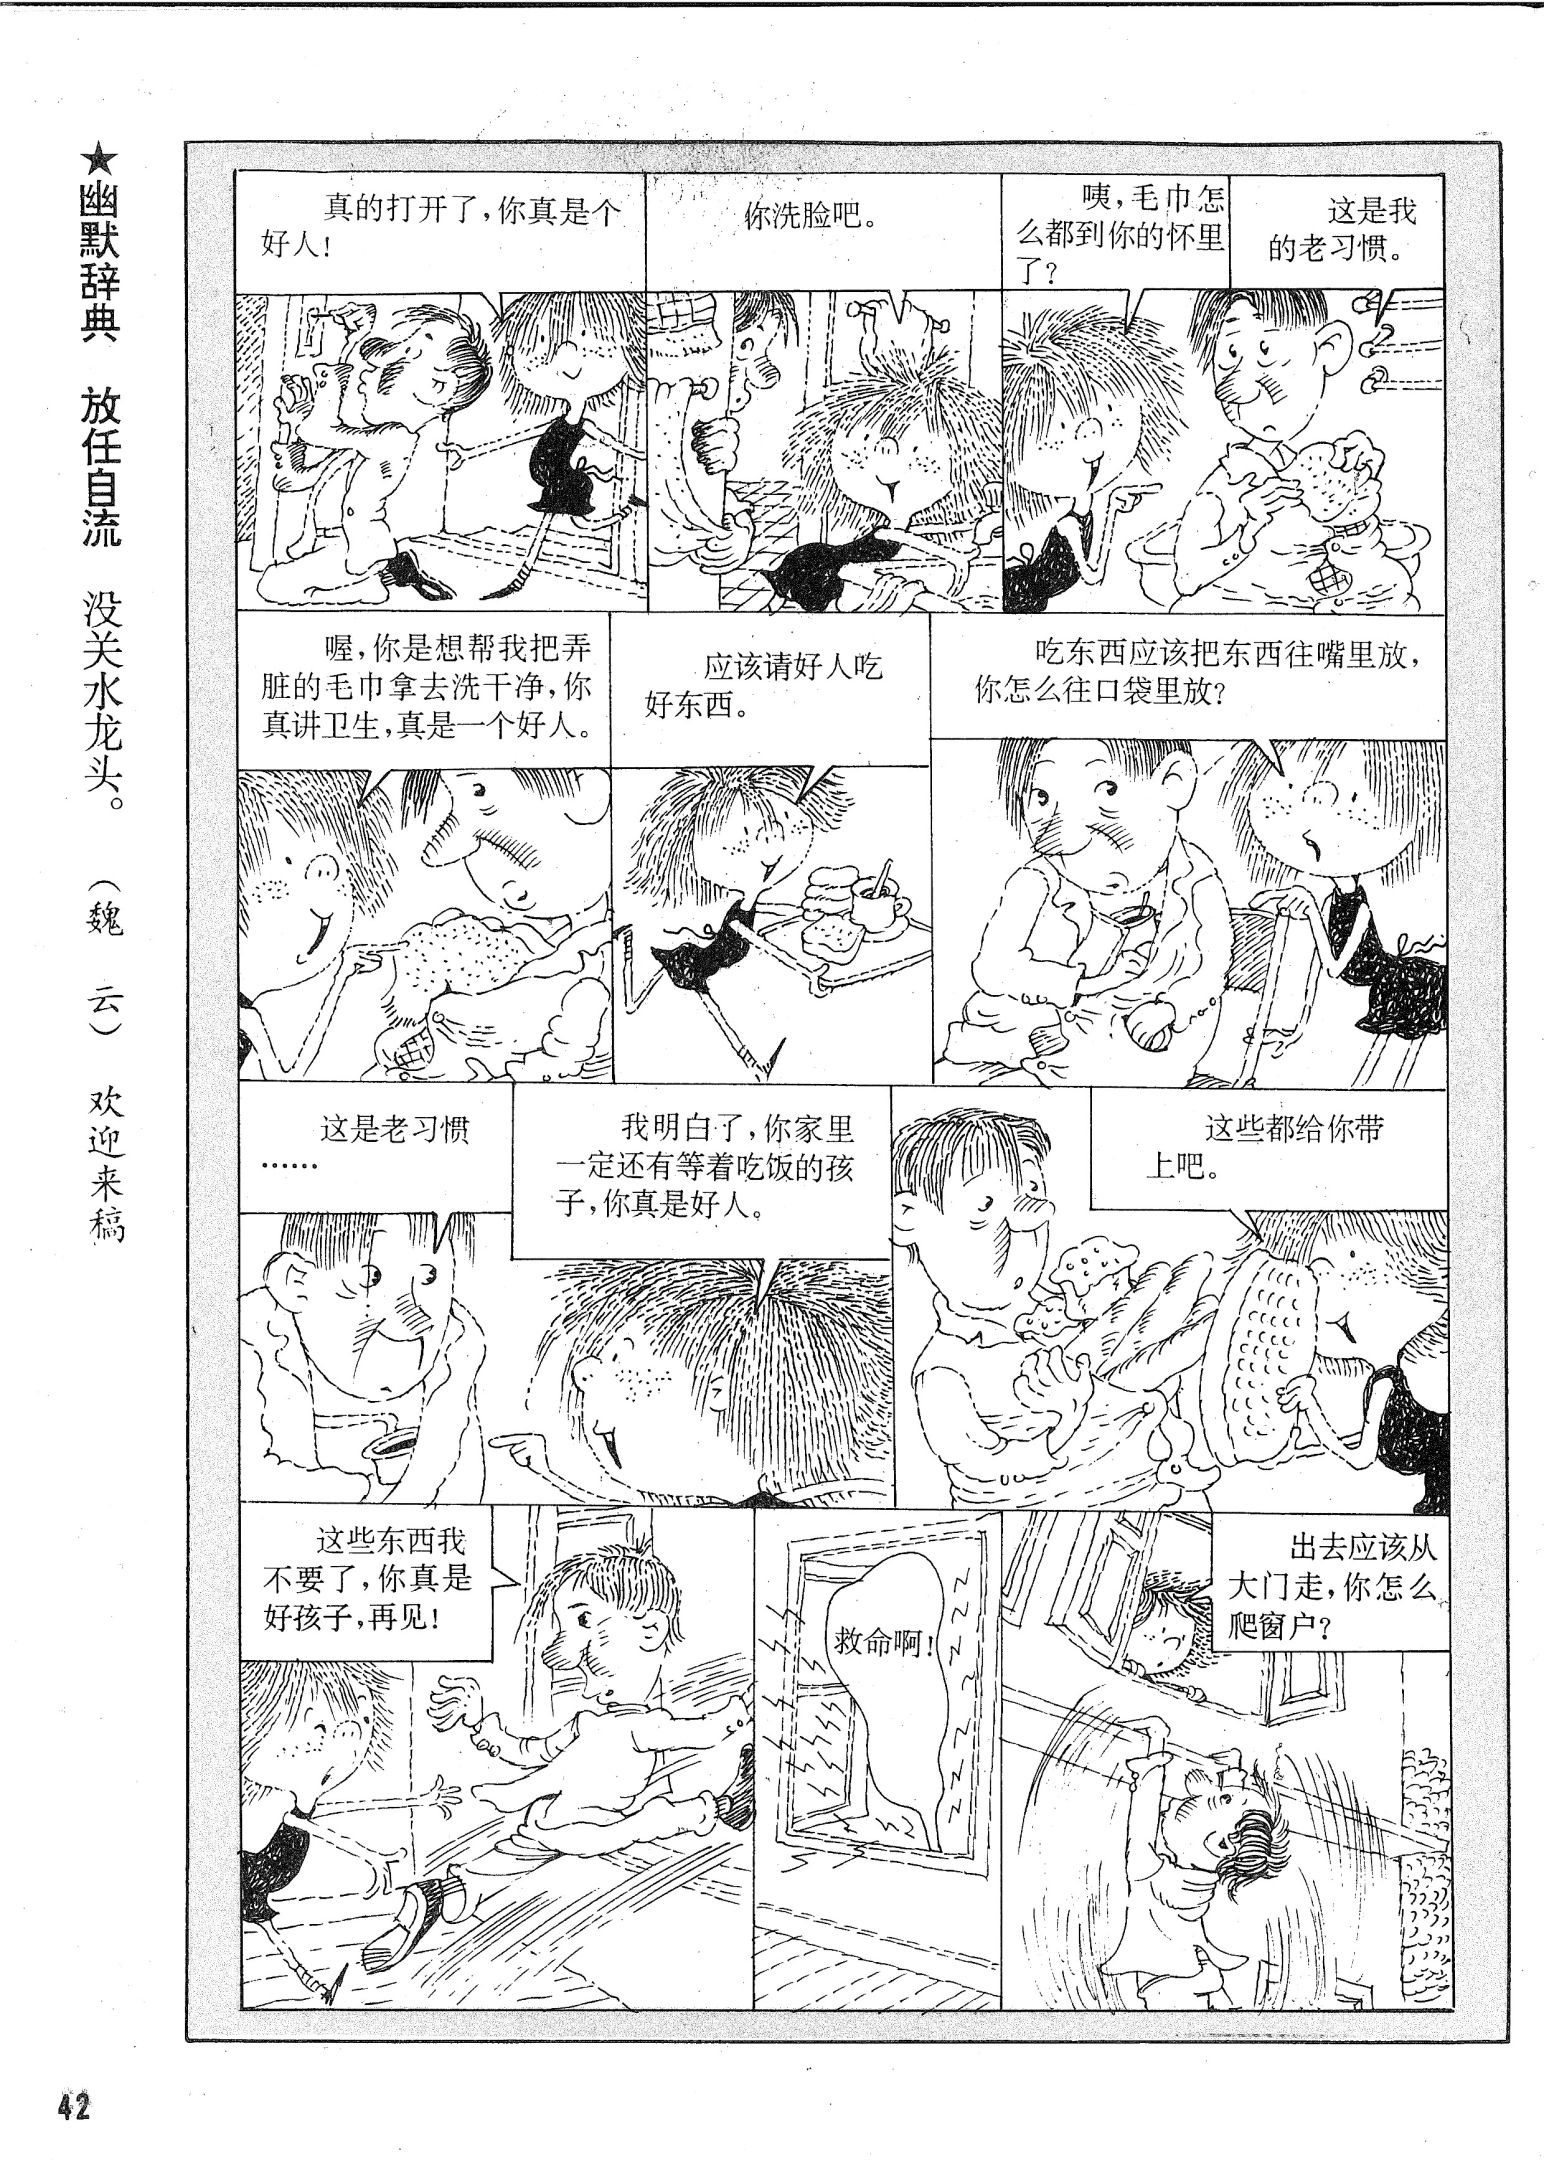 ★幽默辞典 放任自流 没关水龙头。 （魏 云） 欢迎来稿
真的打开了，你真是个
好人！
你洗脸吧。
咦，毛巾怎
么都到你的怀里
了？
这是我
的老习惯。
喔，你是想帮我把弄
脏的毛巾拿去洗干净，你
真讲卫生，真是一个好人。
应该请好人吃
好东西。
吃东西应该把东西往嘴里放，
你怎么往口袋里放？
这是老习惯
……
我明白了，你家里
一定还有等着吃饭的孩
子，你真是好人。
这些都给你带
上吧。
这些东西我
不要了，你真是
好孩子，再见！
救命啊！
出去应该从
大门走，你怎么
爬窗户？
42